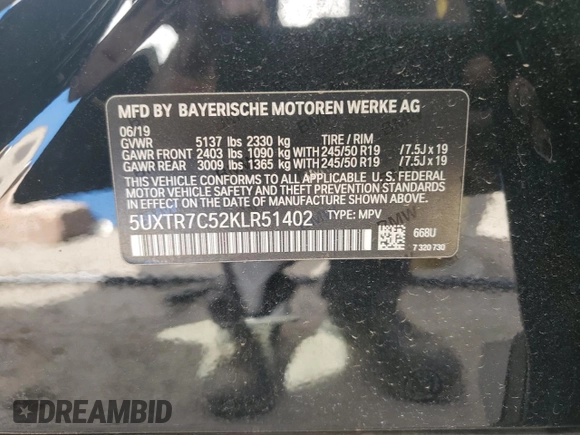 MFD BY BAYERISCHE MOTOREN WERKE AG
06/19
GVWR 5137 lbs 2330 kg TIRE / RIM
GAWR FRONT 2403 lbs 1090 kg WITH 245/50 R19 / 7.5J x 19
GAWR REAR 3009 lbs 1365 kg WITH 245/50 R19 / 7.5J x 19
THIS VEHICLE CONFORMS TO ALL APPLICABLE U. S. FEDERAL
MOTOR VEHICLE SAFETY AND THEFT PREVENTION STANDARDS
IN EFFECT ON THE DATE OF MANUFACTURE SHOWN ABOVE.
5UXTR7C52KLR51402 TYPE: MPV
668U
7 320 730
DREAMBID